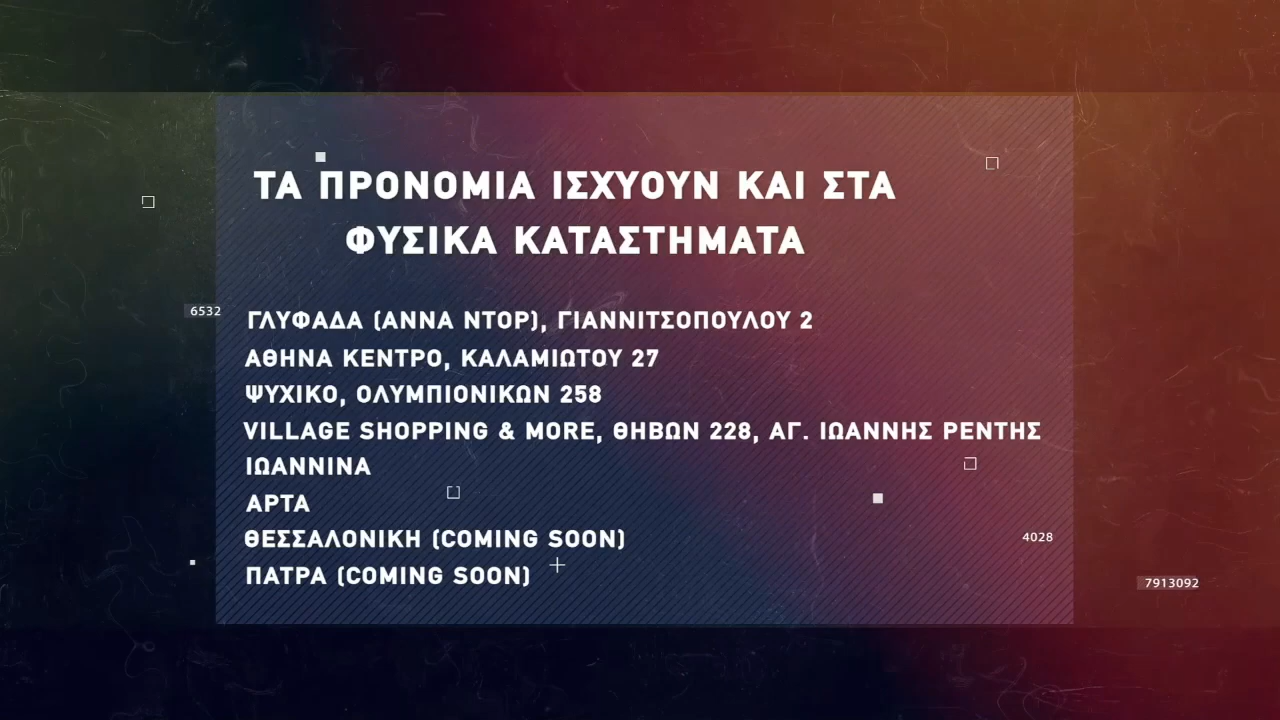 ΤΑ ΠΡΟΝΟΜΙΑ ΙΣΧΥΟΥΝ ΚΑΙ ΣΤΑ
ΦΥΣΙΚΑ ΚΑΤΑΣΤΗΜΑΤΑ
6532
ΓΛΥΦΑΔΑ (ΑΝΝΑ ΝΤΟΡ), ΓΙΑΝΝΙΤΣΟΠΟΥΛΟΥ 2
ΑΘΗΝΑ ΚΕΝΤΡΟ, ΚΑΛΑΜΙΩΤΟΥ 27
ΨΥΧΙΚΟ, ΟΛΥΜΠΙΟΝΙΚΩΝ 258
VILLAGE SHOPPING & MORE, ΘΗΒΩΝ 228, ΑΓ. ΙΩΑΝΝΗΣ ΡΕΝΤΗΣ
ΙΩΑΝΝΙΝΑ
ΑΡΤΑ
ΘΕΣΣΑΛΟΝΙΚΗ (COMING SOON)
4028
ΠΑΤΡΑ (COMING SOON)
7913092